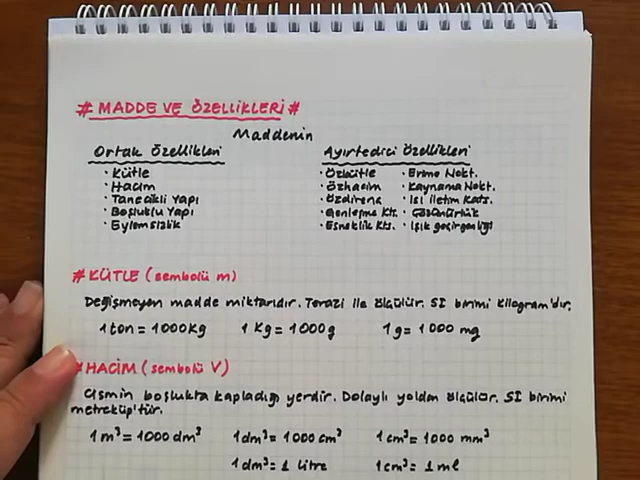 # MADDE VE ÖZELLİKLERİ #
Maddenin
Ortak Özellikleri
· Kütle
· Hacim
· Tanecikli Yapı
· Boşluklu Yapı
· Eylemsizlik
Ayırtedici Özellikleri
· Özkütle · Erime Nokt.
· Özhacim · Kaynama Nokt.
· Özdirenç · Isı İletim Kats.
· Genleşme Kts. · Çözünürlük
· Esneklik Kts. · Işık geçirgenliği
# KÜTLE (sembolü m)
Değişmeyen madde miktarıdır. Terazi ile ölçülür. SI birimi kilogram'dır.
1 ton = 1000 Kg 1 Kg = 1000 g 1 g = 1000 mg
# HACİM (sembolü V)
Cismin boşlukta kapladığı yerdir. Dolaylı yoldan ölçülür. SI birimi
metreküp'tür.
1 m³ = 1000 dm³ 1 dm³ = 1000 cm³ 1 cm³ = 1000 mm³
1 dm³ = 1 litre 1 cm³ = 1 ml